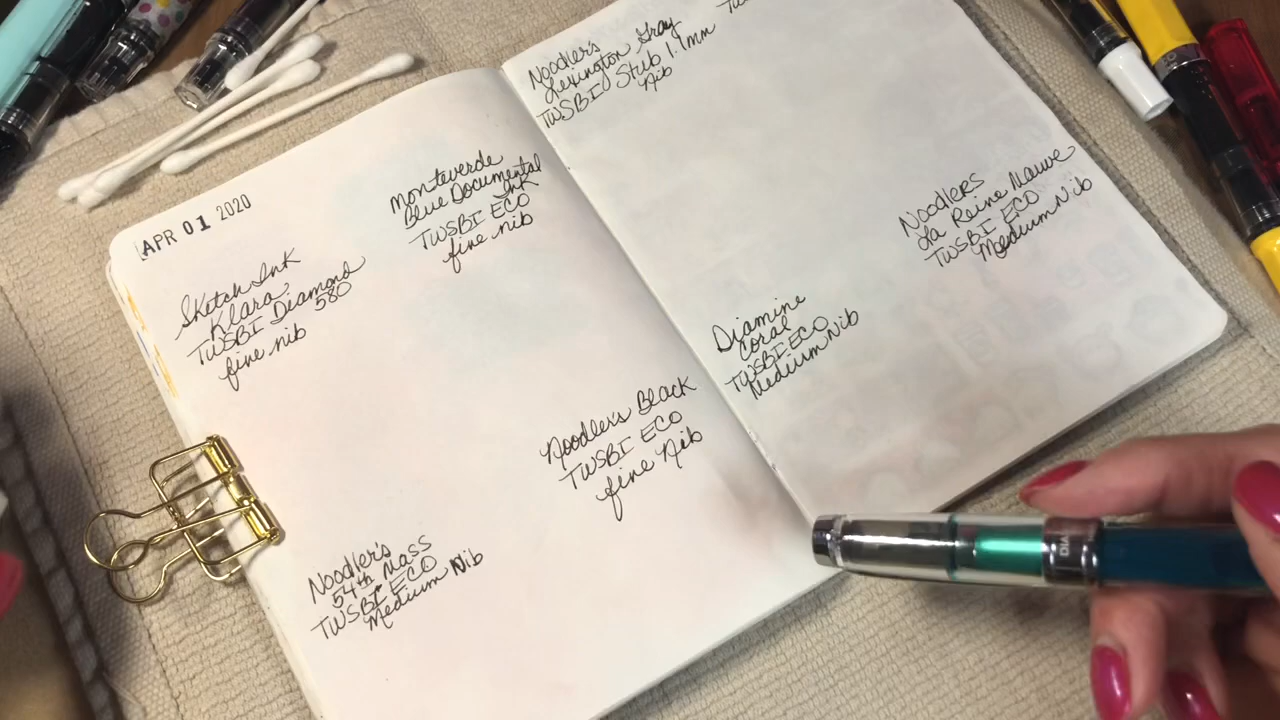 APR 01 2020
Sketch Ink
Klara
TWSBI Diamond
580
fine nib
Monteverde
Blue Documental
Ink
TWSBI ECO
fine nib
Noodler's Black
TWSBI ECO
fine Nib
Noodler's
54th Mass
TWSBI ECO
Medium Nib
Noodler's
Lexington Gray
TWSBI Stub 1.1mm
Nib
Noodlers
La Reine Mauve
TWSBI ECO
Medium Nib
Diamine
Coral
TWSBI ECO
Medium Nib